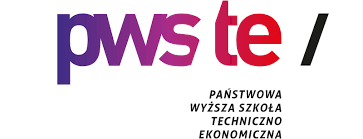 pwste /
PAŃSTWOWA
WYŻSZA SZKOŁA
TECHNICZNO
EKONOMICZNA